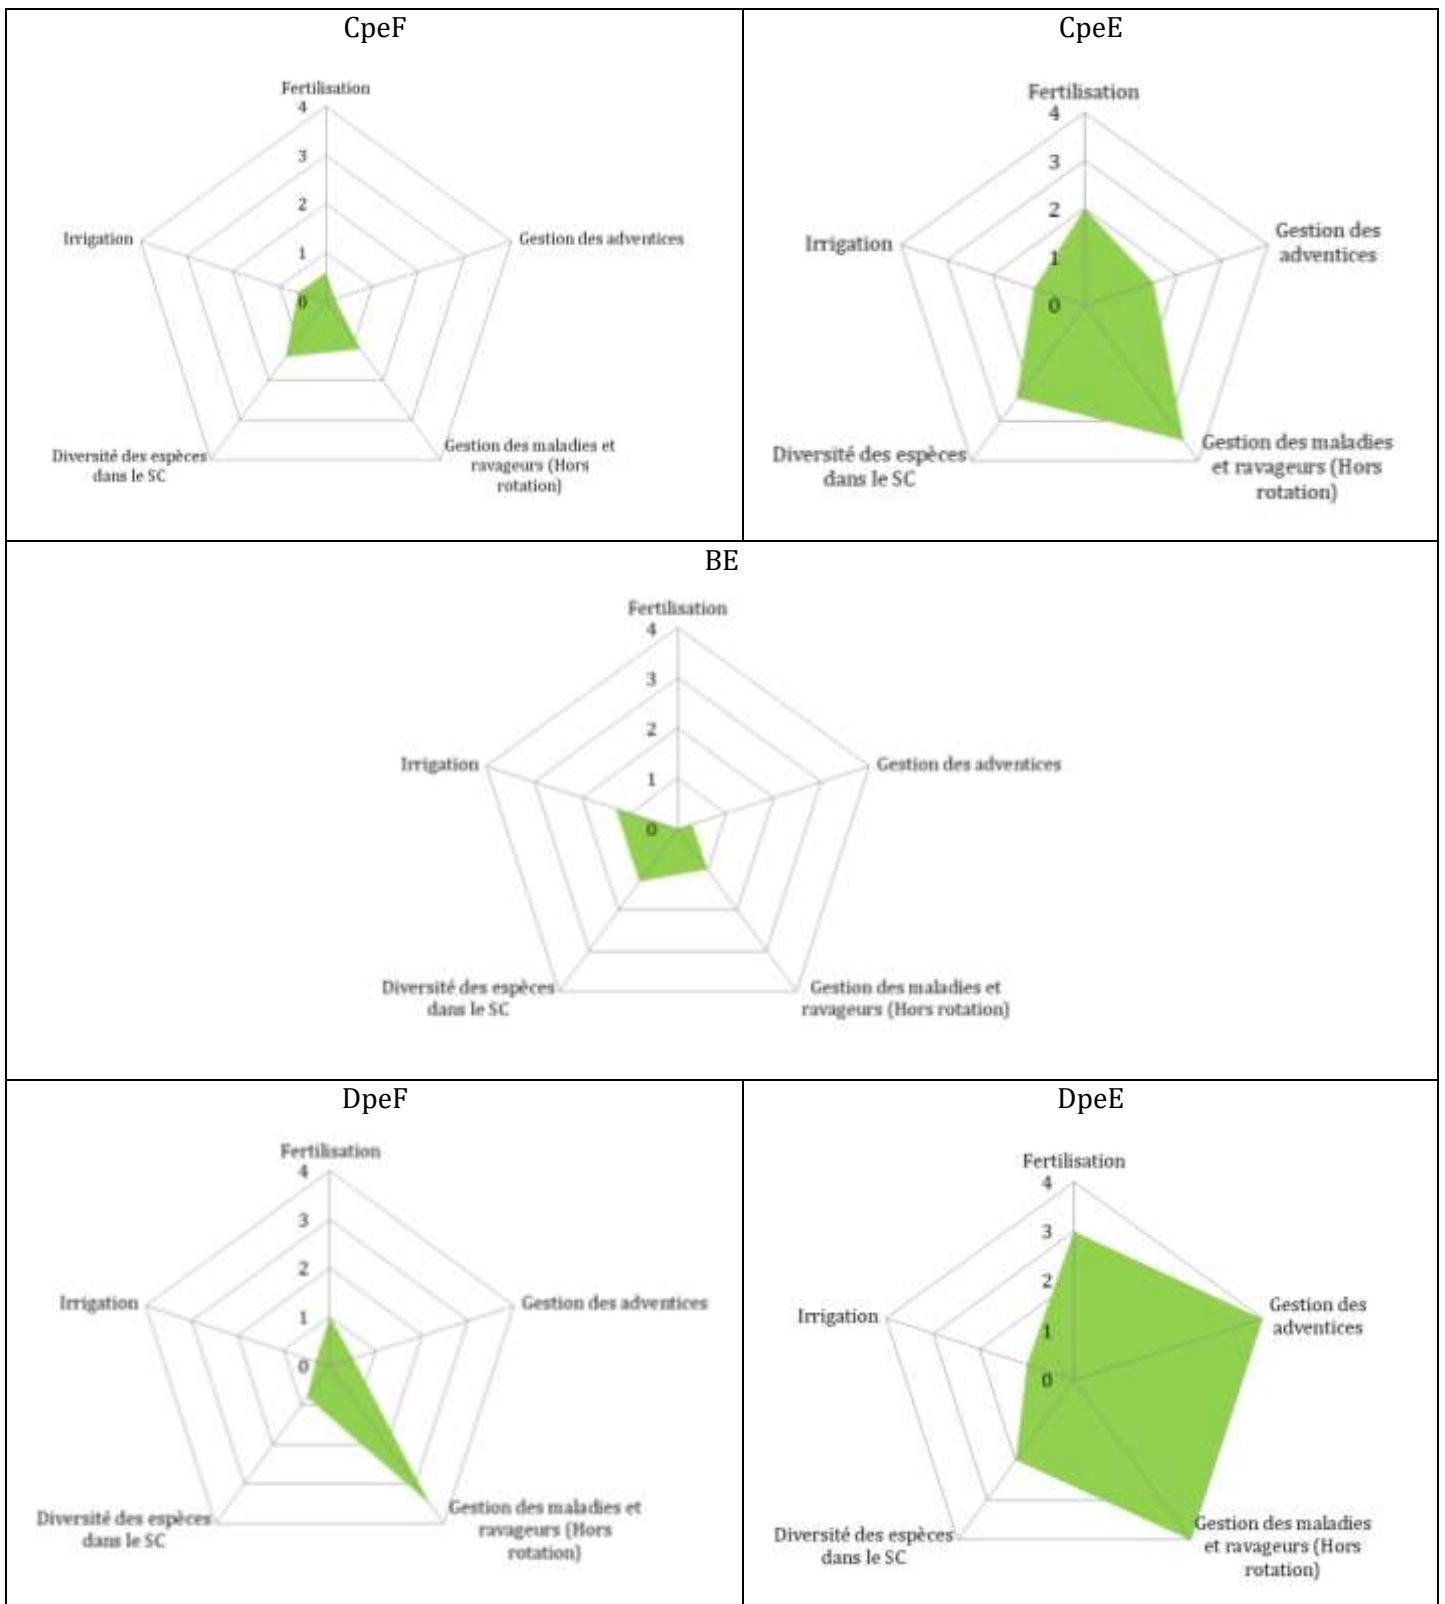 CpeF
Fertilisation
4
3
2
1
0
Irrigation
Gestion des adventices
Diversité des espèces
dans le SC
Gestion des maladies et
ravageurs (Hors
rotation)
CpeE
Fertilisation
4
3
2
1
0
Irrigation
Gestion des
adventices
Diversité des espèces
dans le SC
Gestion des maladies
et ravageurs (Hors
rotation)
BE
Fertilisation
4
3
2
1
0
Irrigation
Gestion des adventices
Diversité des espèces
dans le SC
Gestion des maladies et
ravageurs (Hors rotation)
DpeF
Fertilisation
4
3
2
1
0
Irrigation
Gestion des adventices
Diversité des espèces
dans le SC
Gestion des maladies et
ravageurs (Hors
rotation)
DpeE
Fertilisation
4
3
2
1
0
Irrigation
Gestion des
adventices
Diversité des espèces
dans le SC
Gestion des maladies
et ravageurs (Hors
rotation)